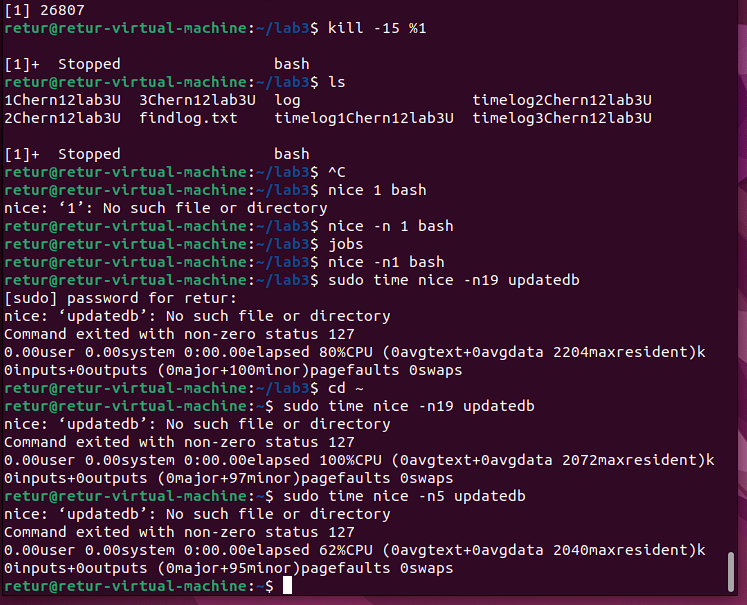 [1] 26807
retur@retur-virtual-machine:~/lab3$ kill -15 %1
[1]+  Stopped                 bash
retur@retur-virtual-machine:~/lab3$ ls
1Chern12lab3U  3Chern12lab3U  log                   timelog2Chern12lab3U
2Chern12lab3U  findlog.txt    timelog1Chern12lab3U  timelog3Chern12lab3U
[1]+  Stopped                 bash
retur@retur-virtual-machine:~/lab3$ ^C
retur@retur-virtual-machine:~/lab3$ nice 1 bash
nice: ‘1’: No such file or directory
retur@retur-virtual-machine:~/lab3$ nice -n 1 bash
retur@retur-virtual-machine:~/lab3$ jobs
retur@retur-virtual-machine:~/lab3$ nice -n1 bash
retur@retur-virtual-machine:~/lab3$ sudo time nice -n19 updatedb
[sudo] password for retur:
nice: ‘updatedb’: No such file or directory
Command exited with non-zero status 127
0.00user 0.00system 0:00.00elapsed 80%CPU (0avgtext+0avgdata 2204maxresident)k
0inputs+0outputs (0major+100minor)pagefaults 0swaps
retur@retur-virtual-machine:~/lab3$ cd ~
retur@retur-virtual-machine:~$ sudo time nice -n19 updatedb
nice: ‘updatedb’: No such file or directory
Command exited with non-zero status 127
0.00user 0.00system 0:00.00elapsed 100%CPU (0avgtext+0avgdata 2072maxresident)k
0inputs+0outputs (0major+97minor)pagefaults 0swaps
retur@retur-virtual-machine:~$ sudo time nice -n5 updatedb
nice: ‘updatedb’: No such file or directory
Command exited with non-zero status 127
0.00user 0.00system 0:00.00elapsed 62%CPU (0avgtext+0avgdata 2040maxresident)k
0inputs+0outputs (0major+95minor)pagefaults 0swaps
retur@retur-virtual-machine:~$